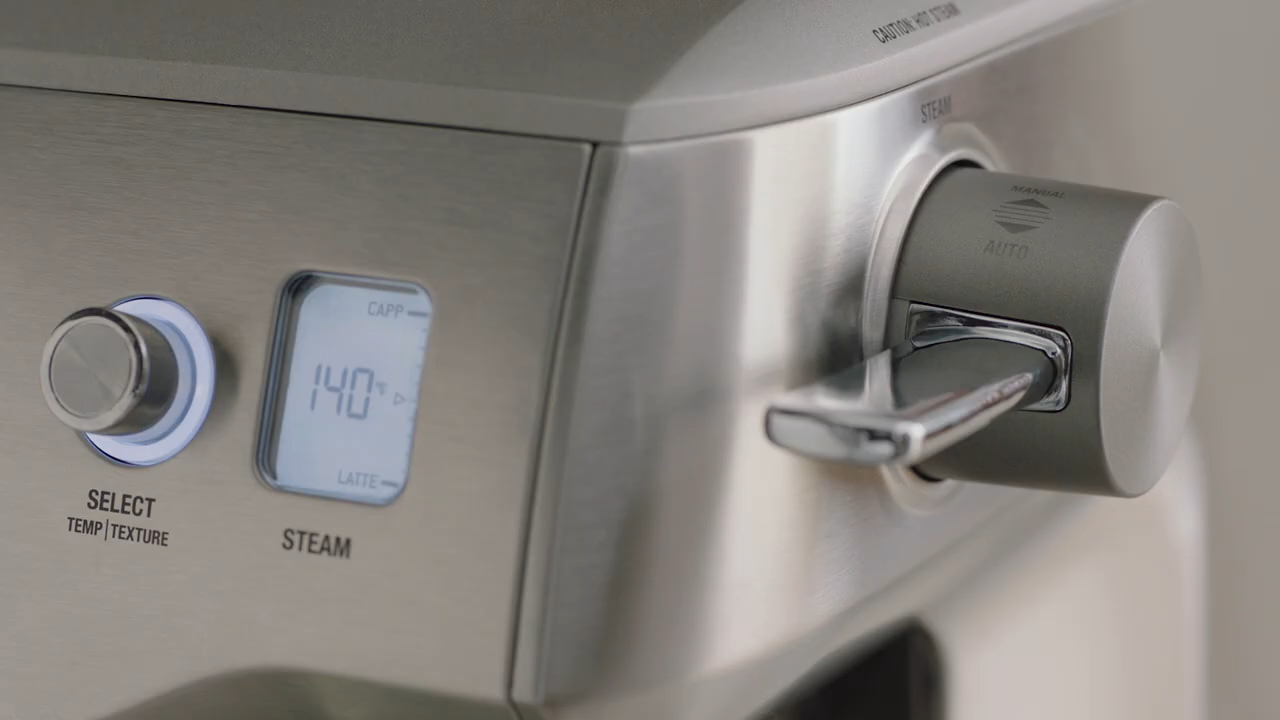 CAUTION: HOT STEAM
STEAM
MANUAL
AUTO
CAPP
140°F
LATTE
SELECT
TEMP|TEXTURE
STEAM